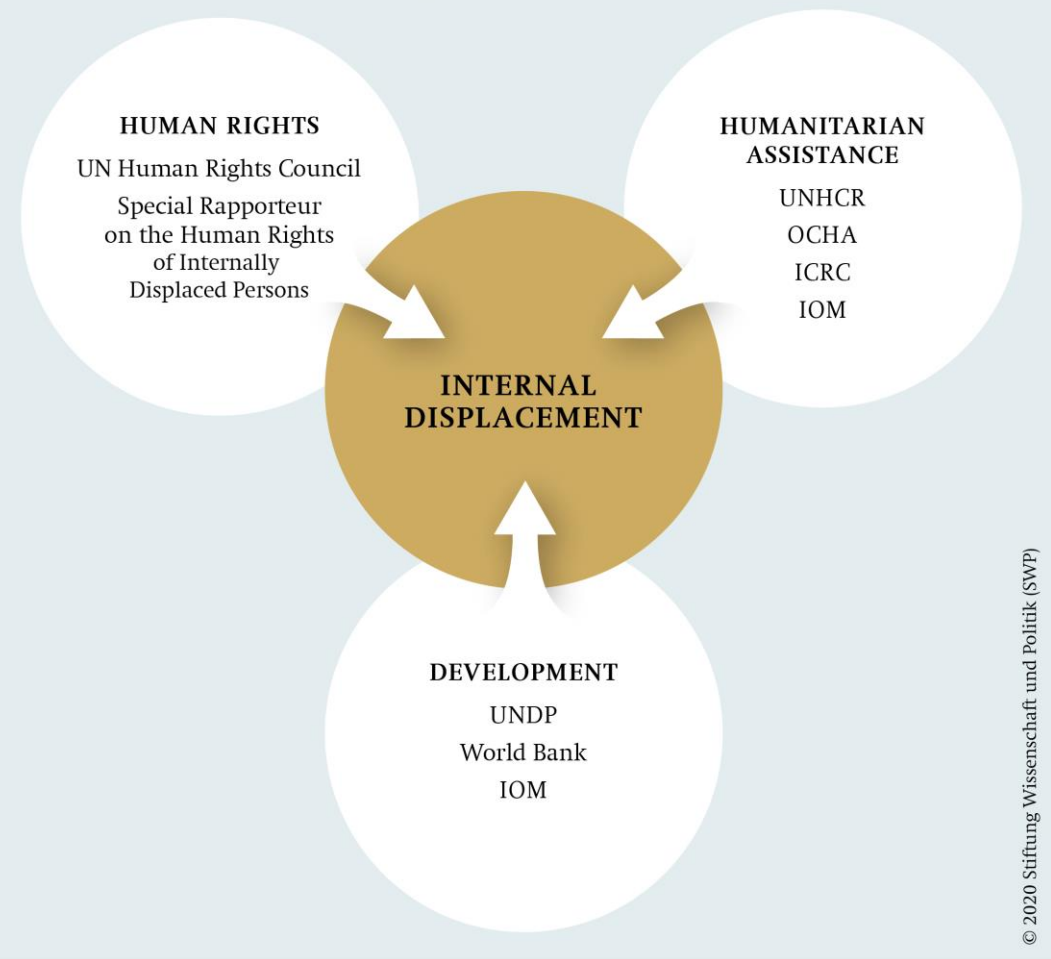 HUMAN RIGHTS
UN Human Rights Council
Special Rapporteur
on the Human Rights
of Internally
Displaced Persons
HUMANITARIAN
ASSISTANCE
UNHCR
OCHA
ICRC
IOM
INTERNAL
DISPLACEMENT
DEVELOPMENT
UNDP
World Bank
IOM
© 2020 Stiftung Wissenschaft und Politik (SWP)